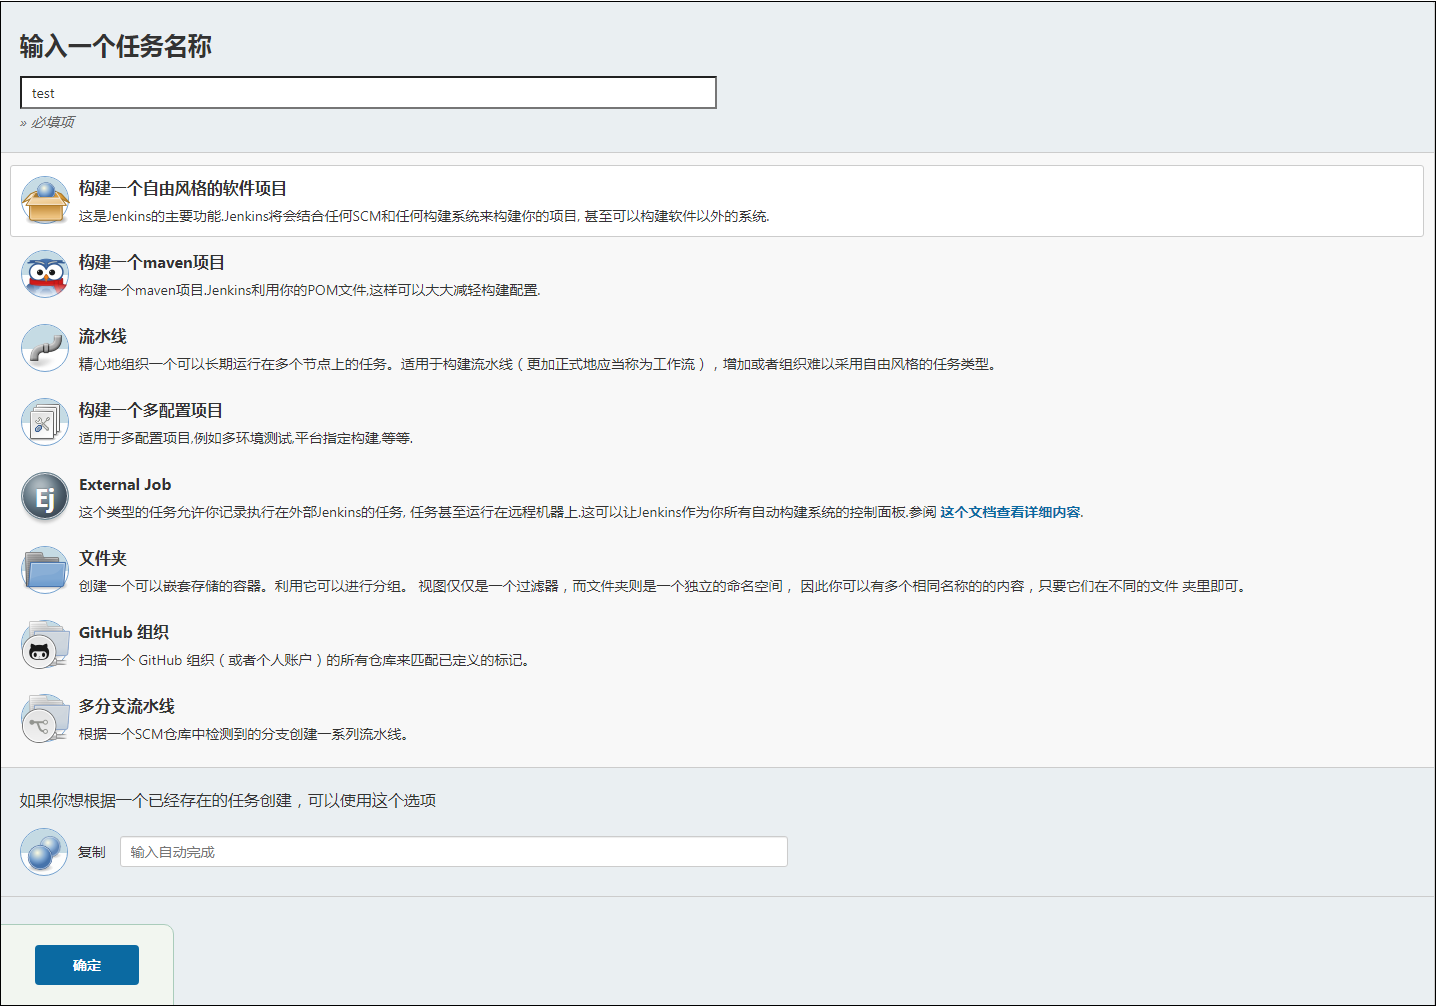 输入一个任务名称
test
» 必填项
构建一个自由风格的软件项目
这是Jenkins的主要功能.Jenkins将会结合任何SCM和任何构建系统来构建你的项目, 甚至可以构建软件以外的系统.
构建一个maven项目
构建一个maven项目.Jenkins利用你的POM文件,这样可以大大减轻构建配置.
流水线
精心地组织一个可以长期运行在多个节点上的任务。适用于构建流水线（更加正式地应当称为工作流），增加或者组织难以采用自由风格的任务类型。
构建一个多配置项目
适用于多配置项目,例如多环境测试,平台指定构建,等等.
External Job
Ej
这个类型的任务允许你记录执行在外部Jenkins的任务, 任务甚至运行在远程机器上.这可以让Jenkins作为你所有自动构建系统的控制面板.参阅 这个文档查看详细内容.
文件夹
创建一个可以嵌套存储的容器。利用它可以进行分组。 视图仅仅是一个过滤器，而文件夹则是一个独立的命名空间， 因此你可以有多个相同名称的的内容，只要它们在不同的文件 夹里即可。
GitHub 组织
扫描一个 GitHub 组织（或者个人账户）的所有仓库来匹配已定义的标记。
多分支流水线
根据一个SCM仓库中检测到的分支创建一系列流水线。
如果你想根据一个已经存在的任务创建，可以使用这个选项
复制 输入自动完成
确定